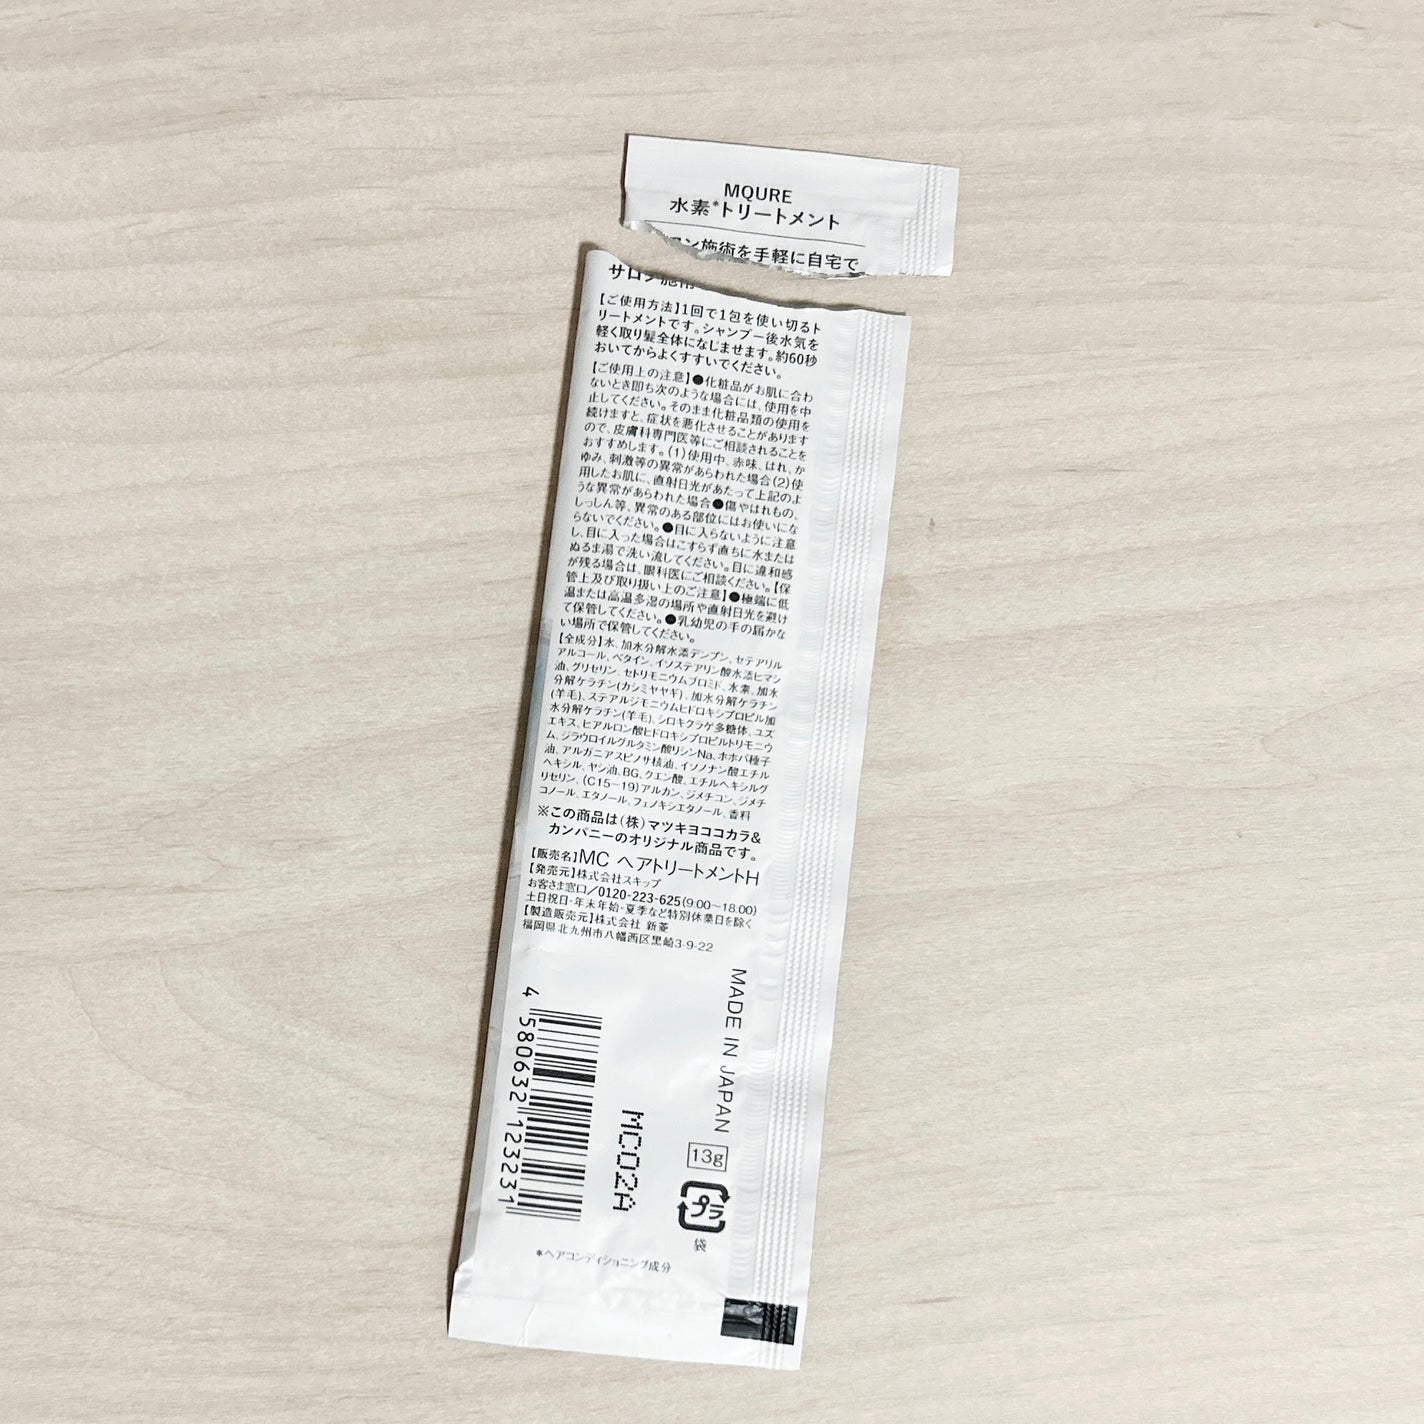 MQURE
水素*トリートメント
ン施術を手軽に自宅で
サロン施術
【ご使用方法】1回で1包を使い切るト
リートメントです。シャンプー後水気を
軽く取り髪全体になじませます。約60秒
おいてからよくすすいでください。
【ご使用上の注意】●化粧品がお肌に合わ
ないとき即ち次のような場合には、使用を中
止してください。そのまま化粧品類の使用を
続けますと、症状を悪化させることがあります
ので、皮膚科専門医等にご相談されることを
おすすめします。(1)使用中、赤味、はれ、か
ゆみ、刺激等の異常があらわれた場合(2)使
用したお肌に、直射日光があたって上記のよ
うな異常があらわれた場合●傷やはれもの、
しっしん等、異常のある部位にはお使いにな
らないでください。●目に入らないように注意
し、目に入った場合はこすらず直ちに水または
ぬるま湯で洗い流してください。目に違和感
が残る場合は、眼科医にご相談ください。【保
管上及び取り扱い上のご注意】●極端に低
温または高温多湿の場所や直射日光を避け
て保管してください。●乳幼児の手の届かな
い場所で保管してください。
【全成分】水、加水分解水添デンプン、セテアリル
アルコール、ベタイン、イソステアリン酸水添ヒマシ
油、グリセリン、セトリモニウムブロミド、水素、加水
分解ケラチン(カシミヤヤギ)、加水分解ケラチン
(羊毛)、ステアルジモニウムヒドロキシプロピル加
水分解ケラチン(羊毛)、シロキクラゲ多糖体、ユズ
エキス、ヒアルロン酸ヒドロキシプロピルトリモニウ
ム、ジラウロイルグルタミン酸リシンNa、ホホバ種子
油、アルガニアスピノサ核油、イソノナン酸エチル
ヘキシル、ヤシ油、BG、クエン酸、エチルヘキシルグ
リセリン、(C15-19)アルカン、ジメチコン、ジメチ
コノール、エタノール、フェノキシエタノール、香料
※この商品は(株)マツキヨココカラ&
カンパニーのオリジナル商品です。
【販売名】MC ヘアトリートメントH
【発売元】株式会社スキップ
お客さま窓口/0120-223-625(9:00〜18:00)
土日祝日・年末年始・夏季など特別休業日を除く
【製造販売元】株式会社 新菱
福岡県北九州市八幡西区黒崎3-9-22
MADE IN JAPAN
4 580632 123231
MC02A
13g
プラ
袋
*ヘアコンディショニング成分